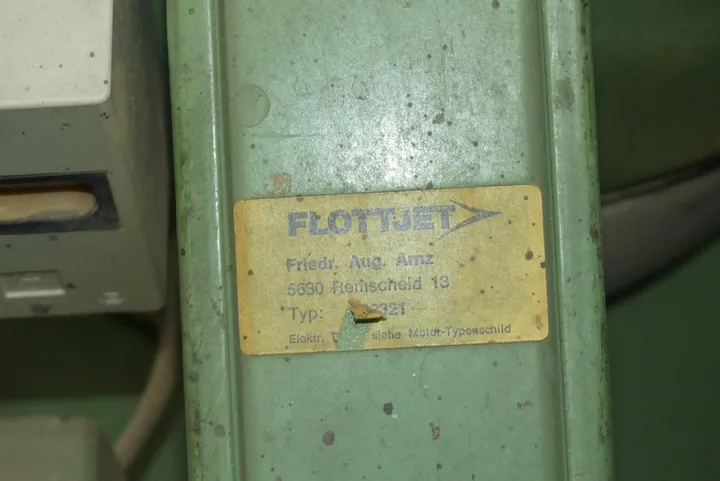 FLOTTJET
Friedr. Aug. Arnz
5630 Remscheid 13
Typ:
Elektr. siehe Motor-Typenschild